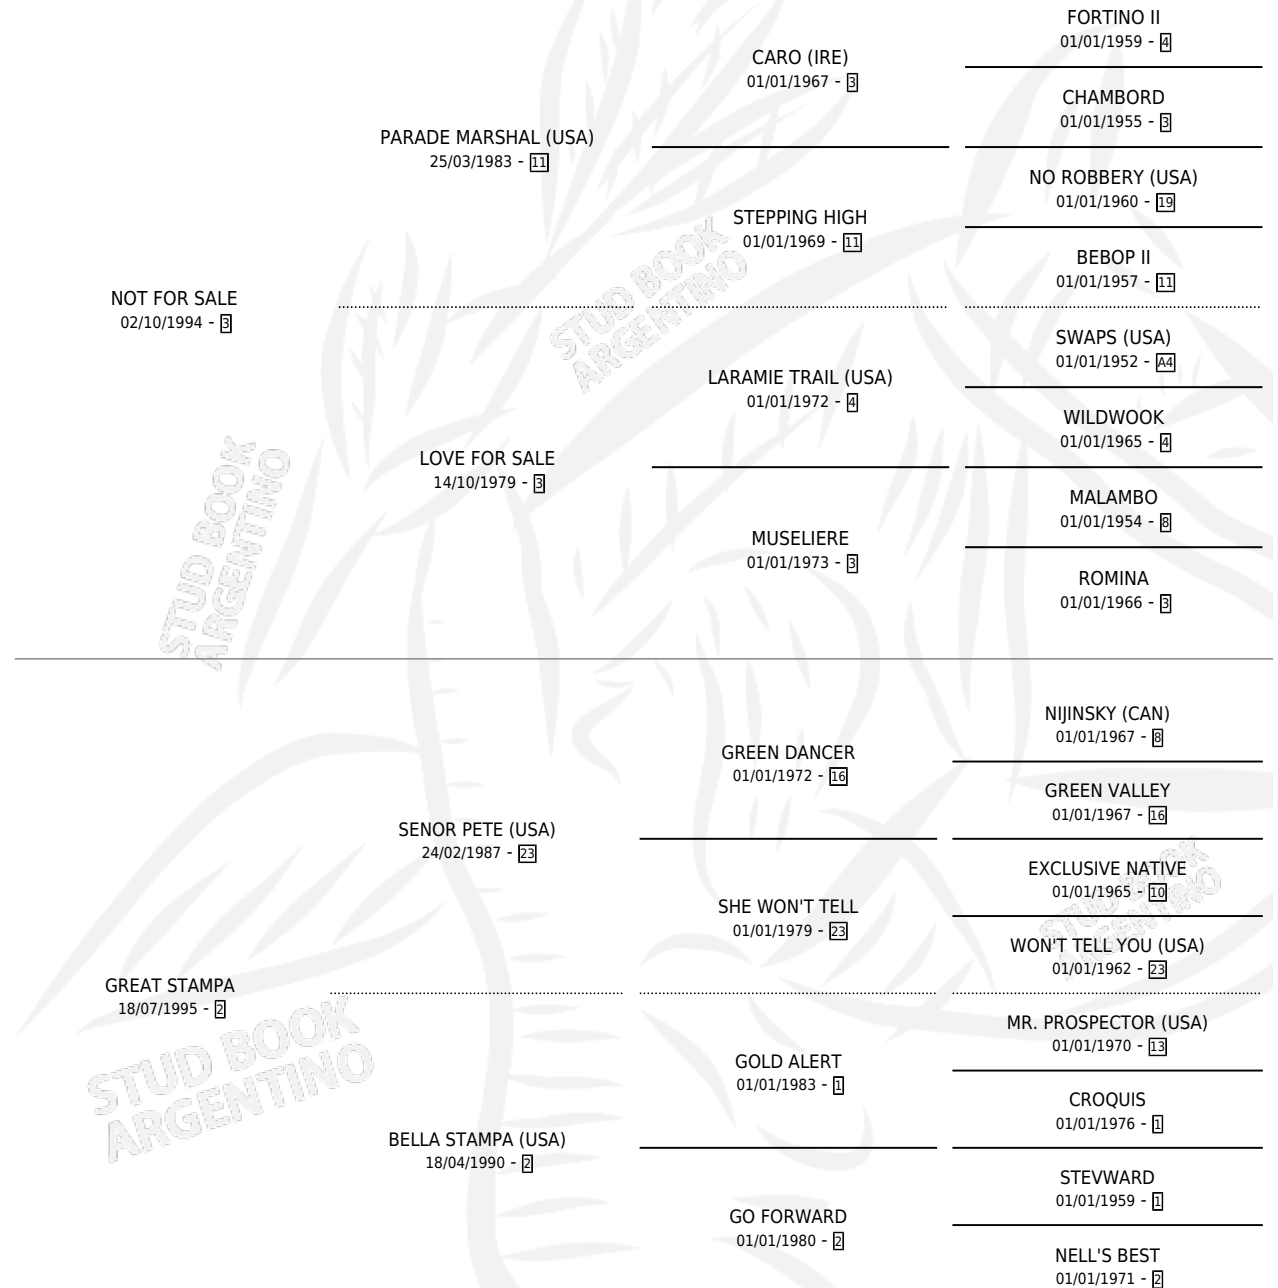 FORTINO II
01/01/1959 - 4
CARO (IRE)
01/01/1967 - 3
CHAMBORD
01/01/1955 - 3
PARADE MARSHAL (USA)
25/03/1983 - 11
NO ROBBERY (USA)
01/01/1960 - 19
STEPPING HIGH
01/01/1969 - 11
BEBOP II
01/01/1957 - 11
NOT FOR SALE
02/10/1994 - 3
SWAPS (USA)
01/01/1952 - A4
LARAMIE TRAIL (USA)
01/01/1972 - 4
WILDWOOK
01/01/1965 - 4
LOVE FOR SALE
14/10/1979 - 3
MALAMBO
01/01/1954 - 8
MUSELIERE
01/01/1973 - 3
ROMINA
01/01/1966 - 3
STUD BOOK
ARGENTINO
STUD BOOK
ARGENTINO
NIJINSKY (CAN)
01/01/1967 - 8
GREEN DANCER
01/01/1972 - 16
GREEN VALLEY
01/01/1967 - 16
SENOR PETE (USA)
24/02/1987 - 23
EXCLUSIVE NATIVE
01/01/1965 - 10
SHE WON'T TELL
01/01/1979 - 23
WON'T TELL YOU (USA)
01/01/1962 - 23
GREAT STAMPA
18/07/1995 - 2
MR. PROSPECTOR (USA)
01/01/1970 - 13
GOLD ALERT
01/01/1983 - 1
CROQUIS
01/01/1976 - 1
BELLA STAMPA (USA)
18/04/1990 - 2
STEVWARD
01/01/1959 - 1
GO FORWARD
01/01/1980 - 2
NELL'S BEST
01/01/1971 - 2
STUD BOOK
ARGENTINO
STUD BOOK
ARGENTINO